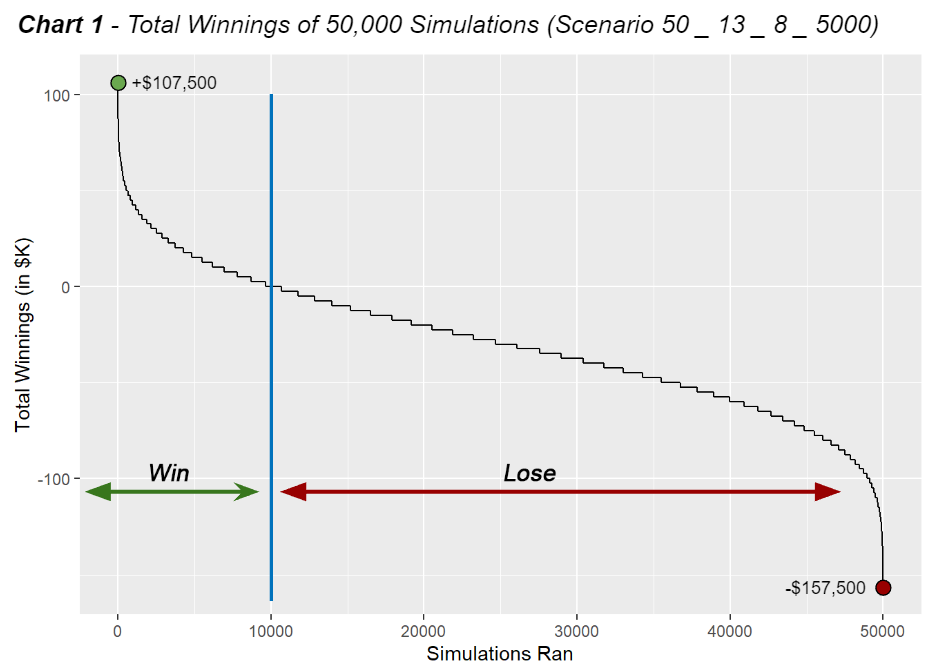 Chart 1 - Total Winnings of 50,000 Simulations (Scenario 50 _ 13 _ 8 _ 5000)
+$107,500
100
0
-100
Total Winnings (in $K)
Win
Lose
-$157,500
0 10000 20000 30000 40000 50000
Simulations Ran